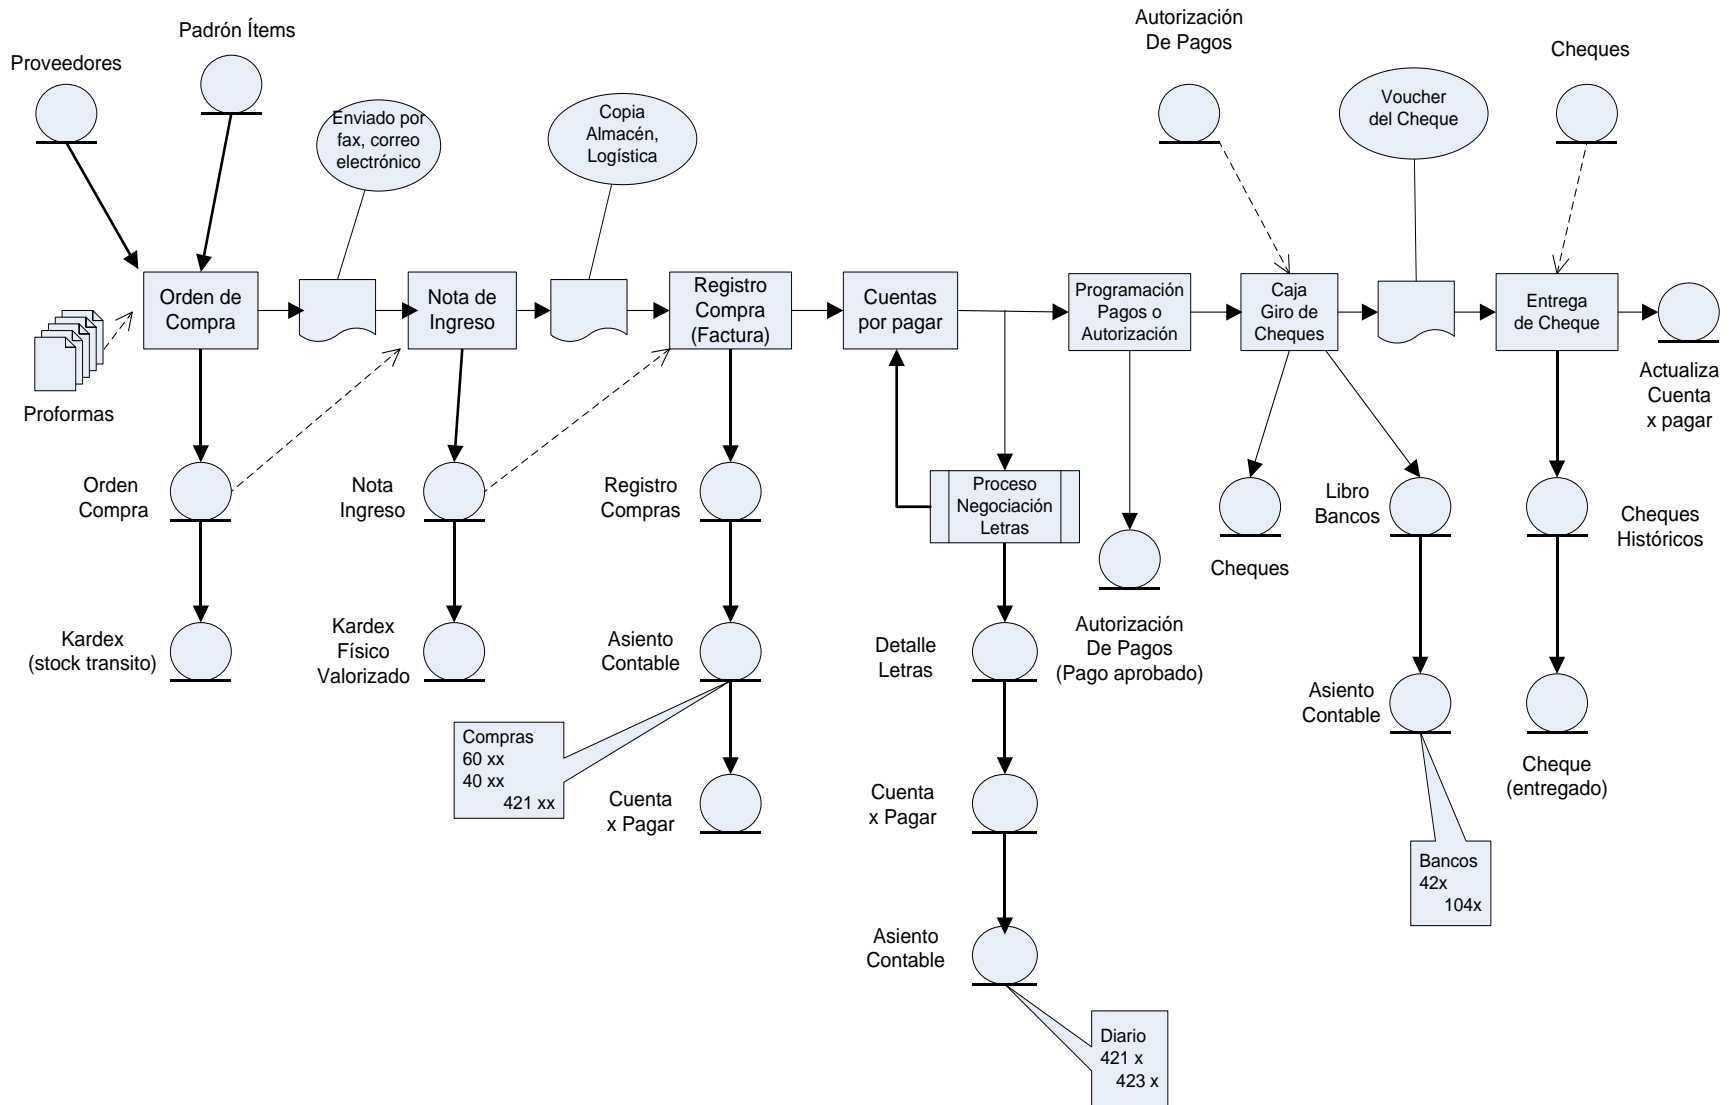 Proveedores
Padrón Ítems
Enviado por
fax, correo
electrónico
Copia
Almacén,
Logística
Autorización
De Pagos
Voucher
del Cheque
Cheques
Orden de
Compra
Nota de
Ingreso
Registro
Compra
(Factura)
Cuentas
por pagar
Programación
Pagos o
Autorización
Caja
Giro de
Cheques
Entrega
de Cheque
Actualiza
Cuenta
x pagar
Proformas
Orden
Compra
Nota
Ingreso
Registro
Compras
Proceso
Negociación
Letras
Cheques
Libro
Bancos
Cheques
Históricos
Kardex
(stock transito)
Kardex
Físico
Valorizado
Asiento
Contable
Detalle
Letras
Autorización
De Pagos
(Pago aprobado)
Asiento
Contable
Cheque
(entregado)
Compras
60 xx
40 xx
421 xx
Cuenta
x Pagar
Cuenta
x Pagar
Bancos
42x
104x
Asiento
Contable
Diario
421 x
423 x